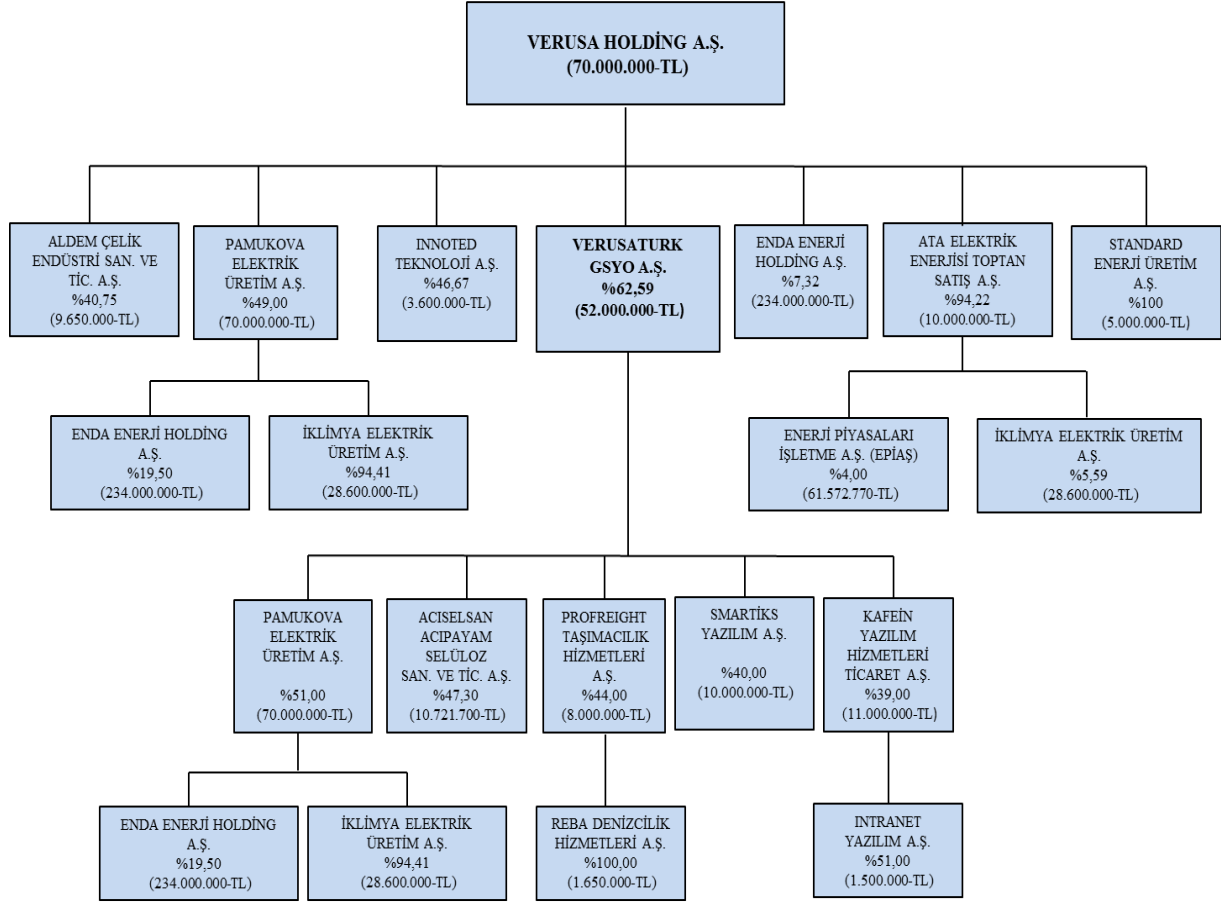 VERUSA HOLDİNG A.Ş.
(70.000.000-TL)
ALDEM ÇELİK
ENDÜSTRİ SAN. VE
TİC. A.Ş.
%40,75
(9.650.000-TL)
PAMUKOVA
ELEKTRİK
ÜRETİM A.Ş.
%49,00
(70.000.000-TL)
INNOTED
TEKNOLOJİ A.Ş.
%46,67
(3.600.000-TL)
VERUSATURK
GSYO A.Ş.
%62,59
(52.000.000-TL)
ENDA ENERJİ
HOLDİNG A.Ş.
%7,32
(234.000.000-TL)
ATA ELEKTRİK
ENERJİSİ TOPTAN
SATIŞ A.Ş.
%94,22
(10.000.000-TL)
STANDARD
ENERJİ ÜRETİM
A.Ş.
%100
(5.000.000-TL)
ENDA ENERJİ HOLDİNG
A.Ş.
%19,50
(234.000.000-TL)
İKLİMYA ELEKTRİK
ÜRETİM A.Ş.
%94,41
(28.600.000-TL)
ENERJİ PİYASALARI
İŞLETME A.Ş. (EPİAŞ)
%4,00
(61.572.770-TL)
İKLİMYA ELEKTRİK ÜRETİM
A.Ş.
%5,59
(28.600.000-TL)
PAMUKOVA
ELEKTRİK
ÜRETİM A.Ş.
%51,00
(70.000.000-TL)
ACISELSAN
ACIPAYAM
SELÜLOZ
SAN. VE TİC. A.Ş.
%47,30
(10.721.700-TL)
PROFREIGHT
TAŞIMACILIK
HİZMETLERİ
A.Ş.
%44,00
(8.000.000-TL)
SMARTİKS
YAZILIM A.Ş.
%40,00
(10.000.000-TL)
KAFEİN
YAZILIM
HİZMETLERİ
TİCARET A.Ş.
%39,00
(11.000.000-TL)
ENDA ENERJİ HOLDİNG
A.Ş.
%19,50
(234.000.000-TL)
İKLİMYA ELEKTRİK
ÜRETİM A.Ş.
%94,41
(28.600.000-TL)
REBA DENİZCİLİK
HİZMETLERİ A.Ş.
%100,00
(1.650.000-TL)
INTRANET
YAZILIM A.Ş.
%51,00
(1.500.000-TL)